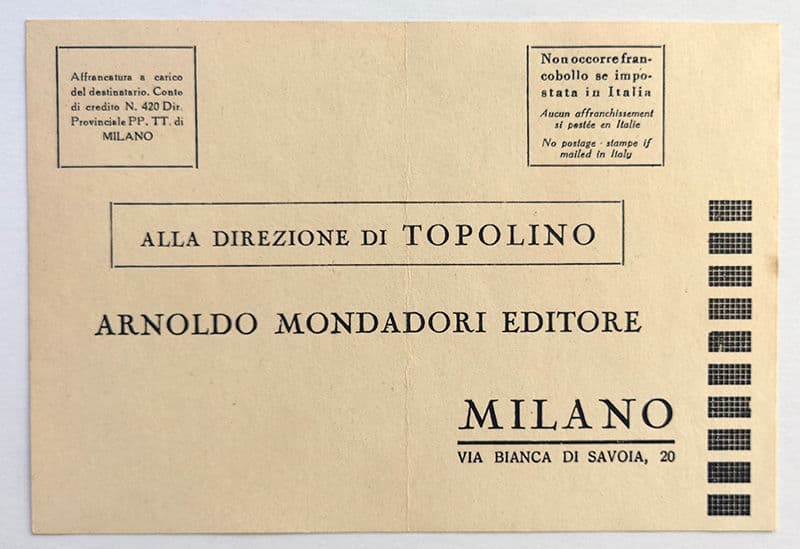 Affrancatura a carico
del destinatario. Conto
di credito N. 420 Dir.
Provinciale PP. TT. di
MILANO
Non occorre fran-
cobollo se impo-
stata in Italia
Aucun affranchissement
si postée en Italie
No postage - stampe if
mailed in Italy
ALLA DIREZIONE DI TOPOLINO
ARNOLDO MONDADORI EDITORE
MILANO
VIA BIANCA DI SAVOIA, 20